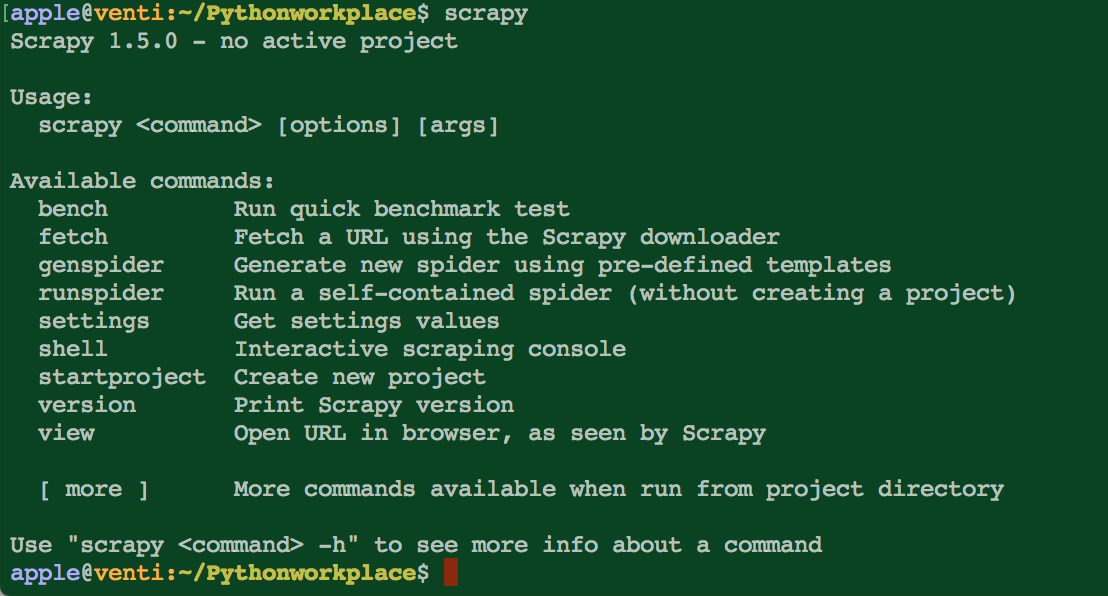 [apple@venti:~/Pythonworkplace$ scrapy
Scrapy 1.5.0 - no active project
Usage:
  scrapy <command> [options] [args]
Available commands:
  bench         Run quick benchmark test
  fetch         Fetch a URL using the Scrapy downloader
  genspider     Generate new spider using pre-defined templates
  runspider     Run a self-contained spider (without creating a project)
  settings      Get settings values
  shell         Interactive scraping console
  startproject  Create new project
  version       Print Scrapy version
  view          Open URL in browser, as seen by Scrapy
  [ more ]      More commands available when run from project directory
Use "scrapy <command> -h" to see more info about a command
apple@venti:~/Pythonworkplace$